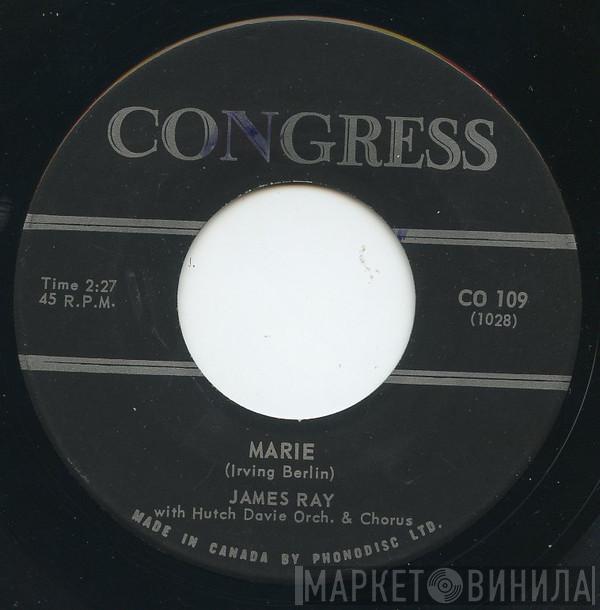 CONGRESS
Time 2:27
45 R.P.M.
CO 109
(1028)
MARIE
(Irving Berlin)
JAMES RAY
with Hutch Davie Orch. & Chorus
MADE IN CANADA BY PHONODISC LTD.
МАРКЕТ ВИНИЛА